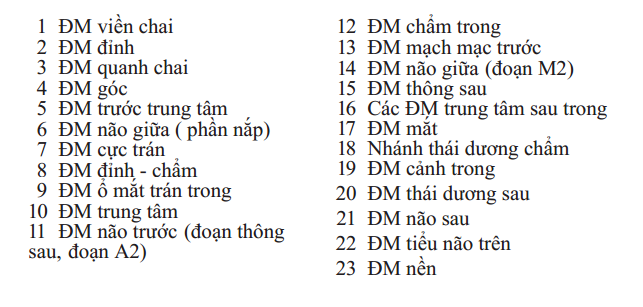 1 ĐM viền chai
2 ĐM đỉnh
3 ĐM quanh chai
4 ĐM góc
5 ĐM trước trung tâm
6 ĐM não giữa ( phần nắp)
7 ĐM cực trán
8 ĐM đỉnh - chẩm
9 ĐM ổ mắt trán trong
10 ĐM trung tâm
11 ĐM não trước (đoạn thông
sau, đoạn A2)
12 ĐM chẩm trong
13 ĐM mạch mạc trước
14 ĐM não giữa (đoạn M2)
15 ĐM thông sau
16 Các ĐM trung tâm sau trong
17 ĐM mắt
18 Nhánh thái dương chẩm
19 ĐM cảnh trong
20 ĐM thái dương sau
21 ĐM não sau
22 ĐM tiểu não trên
23 ĐM nền